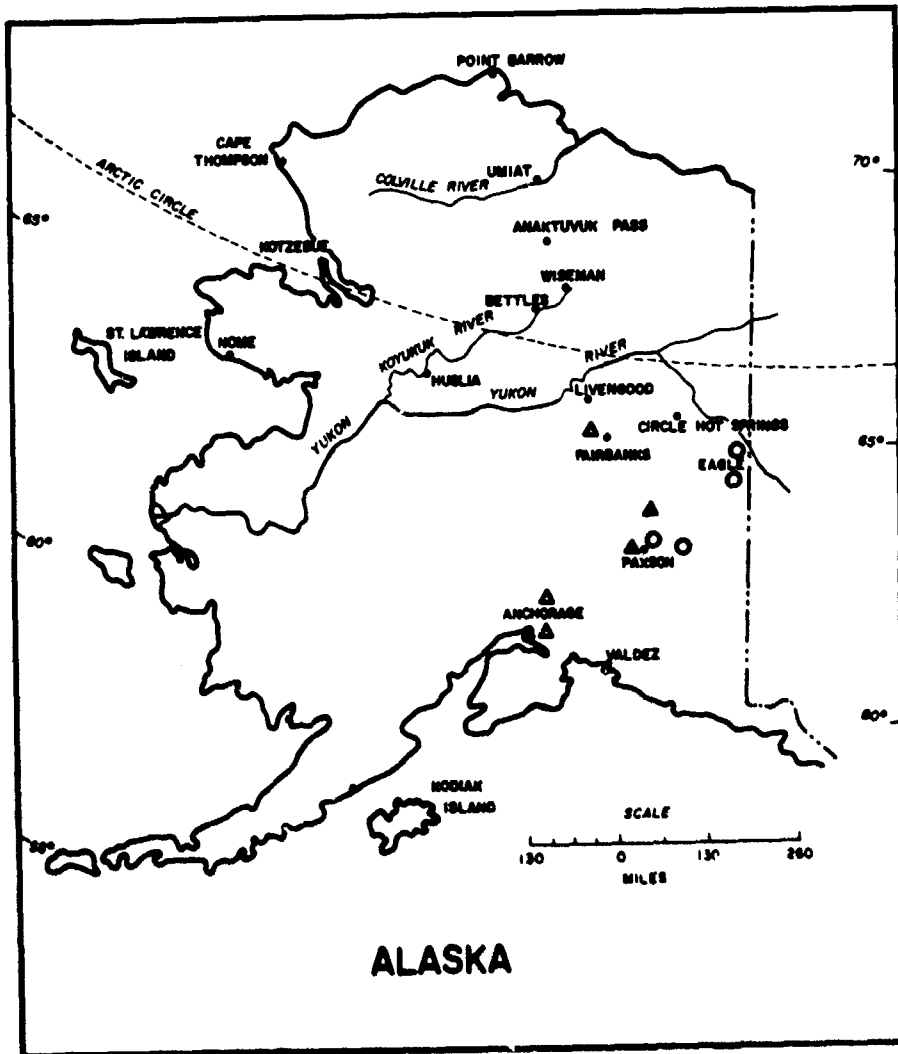 POINT BARROW
CAPE
THOMPSON
ARCTIC CIRCLE
70°
UMIAT
COLVILLE RIVER
65°
ANAKTUVUK PASS
KOTZEBUE
WISEMAN
BETTLES
ST. LAWRENCE
ISLAND
NOME
KOYUKUK RIVER
RIVER
HUSLIA
YUKON
LIVENGOOD
CIRCLE HOT SPRINGS
YUKON
FAIRBANKS
65°
EAGLE
60°
PAXSON
ANCHORAGE
VALDEZ
60°
KODIAK
ISLAND
SCALE
130 0 130 260
MILES
ALASKA